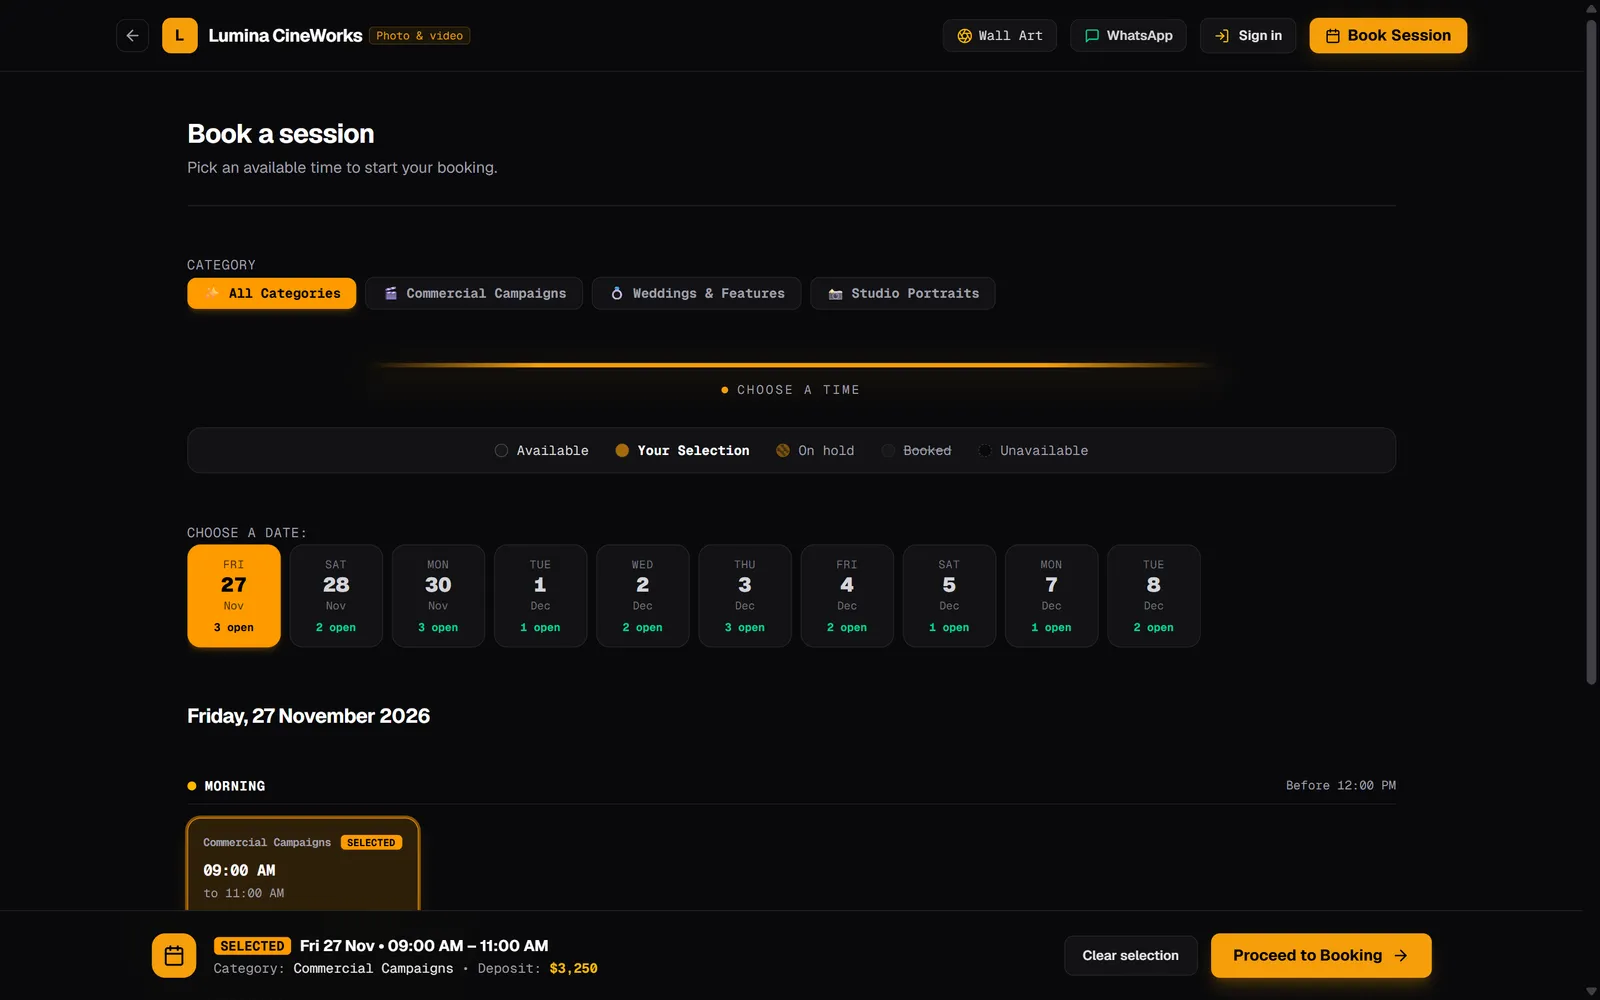 L Lumina CineWorks Photo & video
Wall Art
WhatsApp
Sign in
Book Session
Book a session
Pick an available time to start your booking.
CATEGORY
All Categories
Commercial Campaigns
Weddings & Features
Studio Portraits
CHOOSE A TIME
Available
Your Selection
On hold
Booked
Unavailable
CHOOSE A DATE:
FRI
27
Nov
3 open
SAT
28
Nov
2 open
MON
30
Nov
3 open
TUE
1
Dec
1 open
WED
2
Dec
2 open
THU
3
Dec
3 open
FRI
4
Dec
2 open
SAT
5
Dec
1 open
MON
7
Dec
1 open
TUE
8
Dec
2 open
Friday, 27 November 2026
MORNING
Before 12:00 PM
Commercial Campaigns SELECTED
09:00 AM
to 11:00 AM
SELECTED Fri 27 Nov • 09:00 AM – 11:00 AM
Category: Commercial Campaigns • Deposit: $3,250
Clear selection
Proceed to Booking →